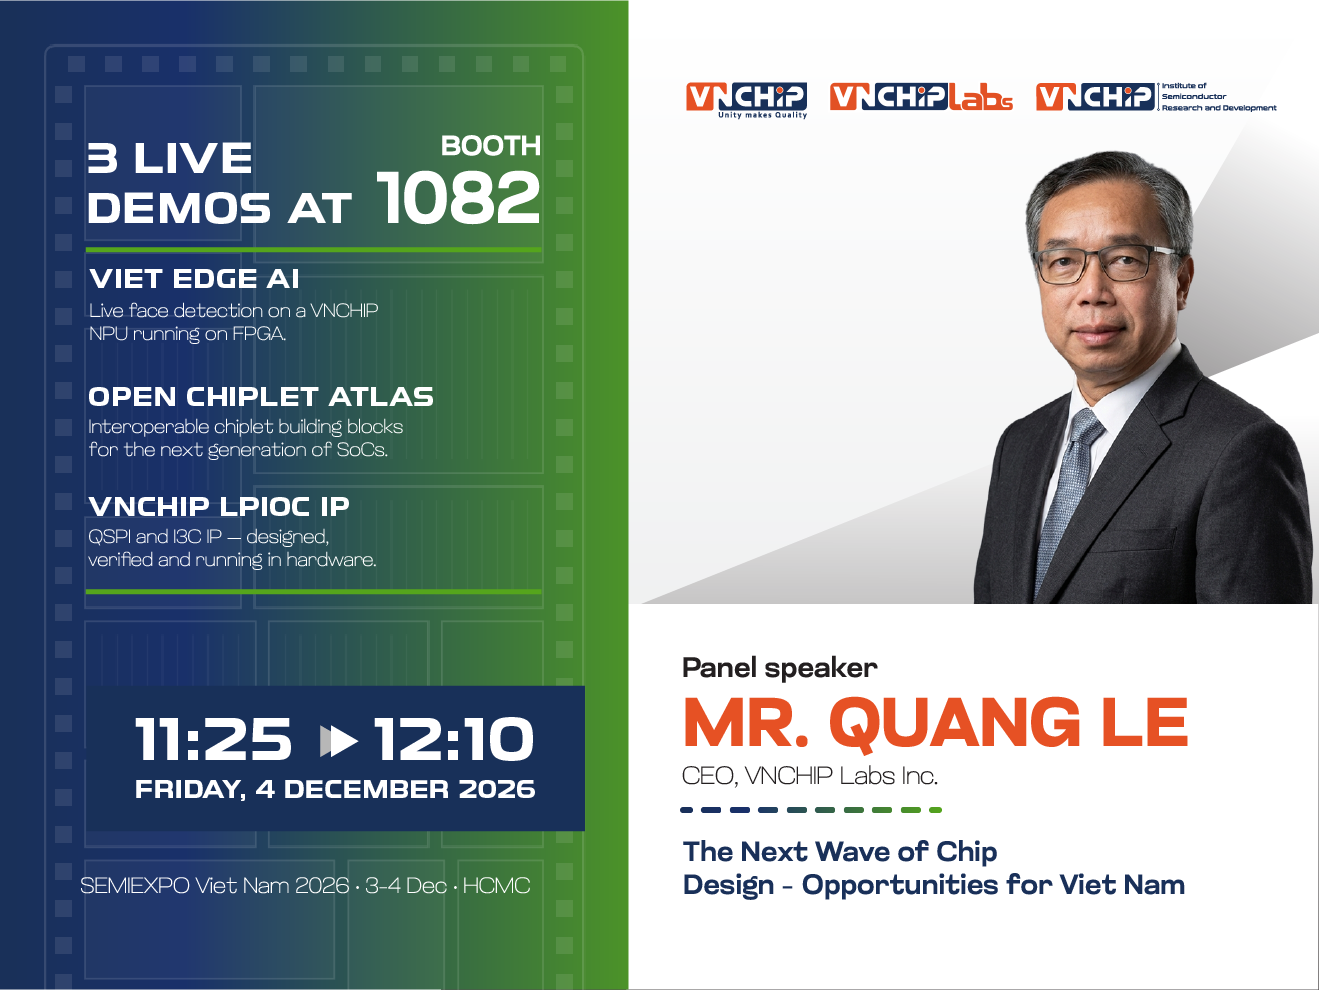 3 LIVE
DEMOS AT
BOOTH
1082
VIET EDGE AI
Live face detection on a VNCHIP
NPU running on FPGA.
OPEN CHIPLET ATLAS
Interoperable chiplet building blocks
for the next generation of SoCs.
VNCHIP LPIOC IP
QSPI and I3C IP — designed,
verified and running in hardware.
11:25 12:10
FRIDAY, 4 DECEMBER 2026
SEMIEXPO Viet Nam 2026 · 3-4 Dec · HCMC
VNCHIP
Unity makes Quality
VNCHIP Labs
VNCHIP
Institute of
Semiconductor
Research and Development
Panel speaker
MR. QUANG LE
CEO, VNCHIP Labs Inc.
The Next Wave of Chip
Design - Opportunities for Viet Nam